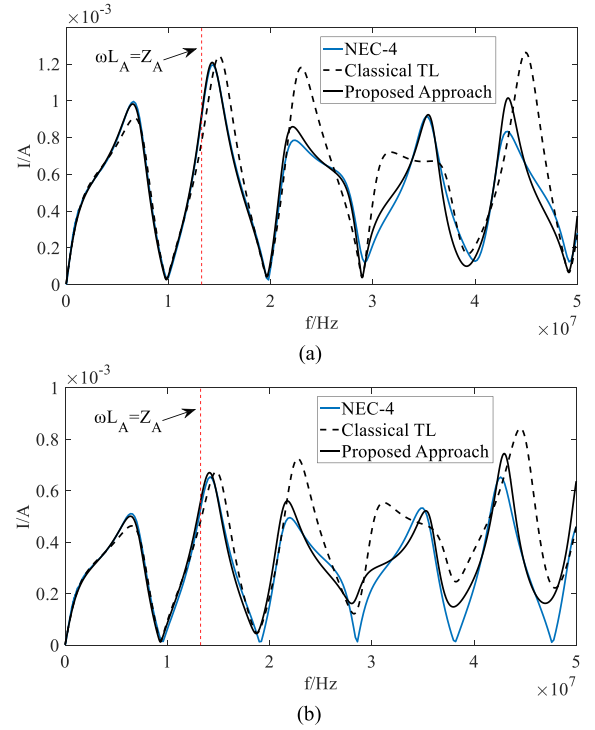 ×10⁻³
1.2
1
0.8
0.6
0.4
0.2
0
I/A
ωL_A=Z_A
NEC-4
Classical TL
Proposed Approach
0 1 2 3 4 5
f/Hz
×10⁷
(a)
×10⁻³
1
0.8
0.6
0.4
0.2
0
I/A
ωL_A=Z_A
NEC-4
Classical TL
Proposed Approach
0 1 2 3 4 5
f/Hz
×10⁷
(b)